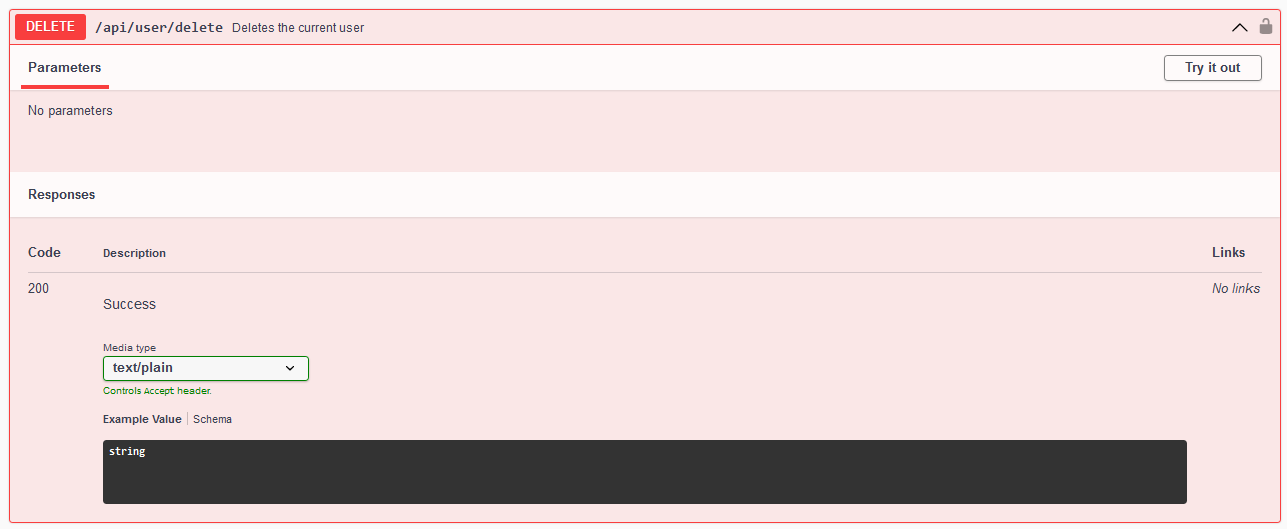 DELETE /api/user/delete Deletes the current user
Parameters Try it out
No parameters
Responses
Code Description Links
200 No links
Success
Media type
text/plain
Controls Accept header.
Example Value Schema
string